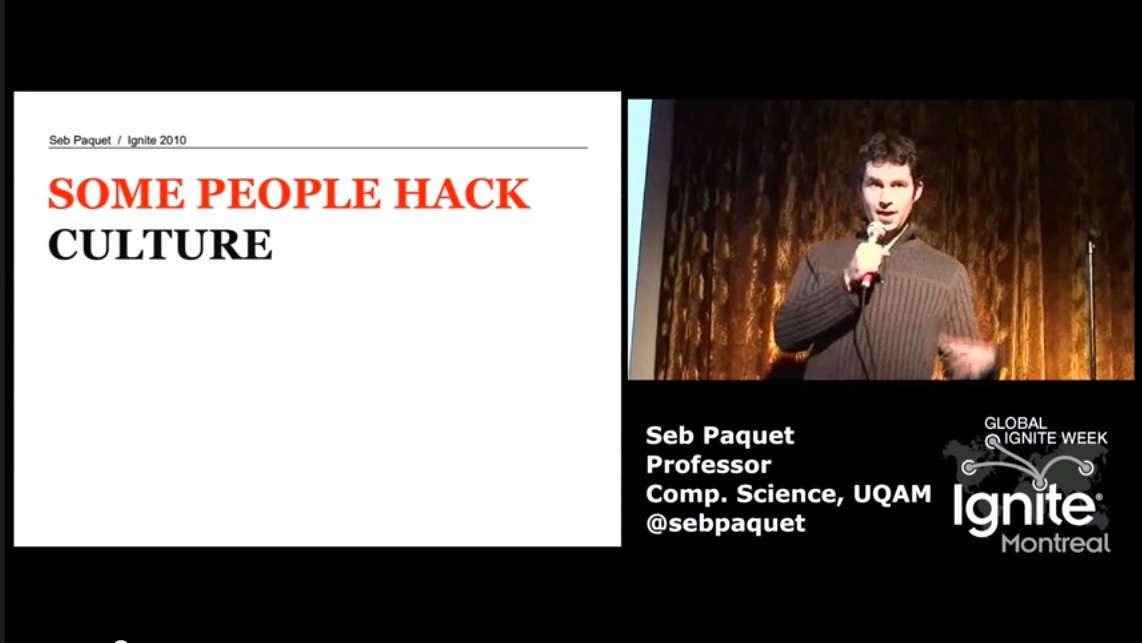 Seb Paquet / Ignite 2010
SOME PEOPLE HACK
CULTURE
Seb Paquet
Professor
Comp. Science, UQAM
@sebpaquet
GLOBAL
IGNITE WEEK
Ignite
Montreal